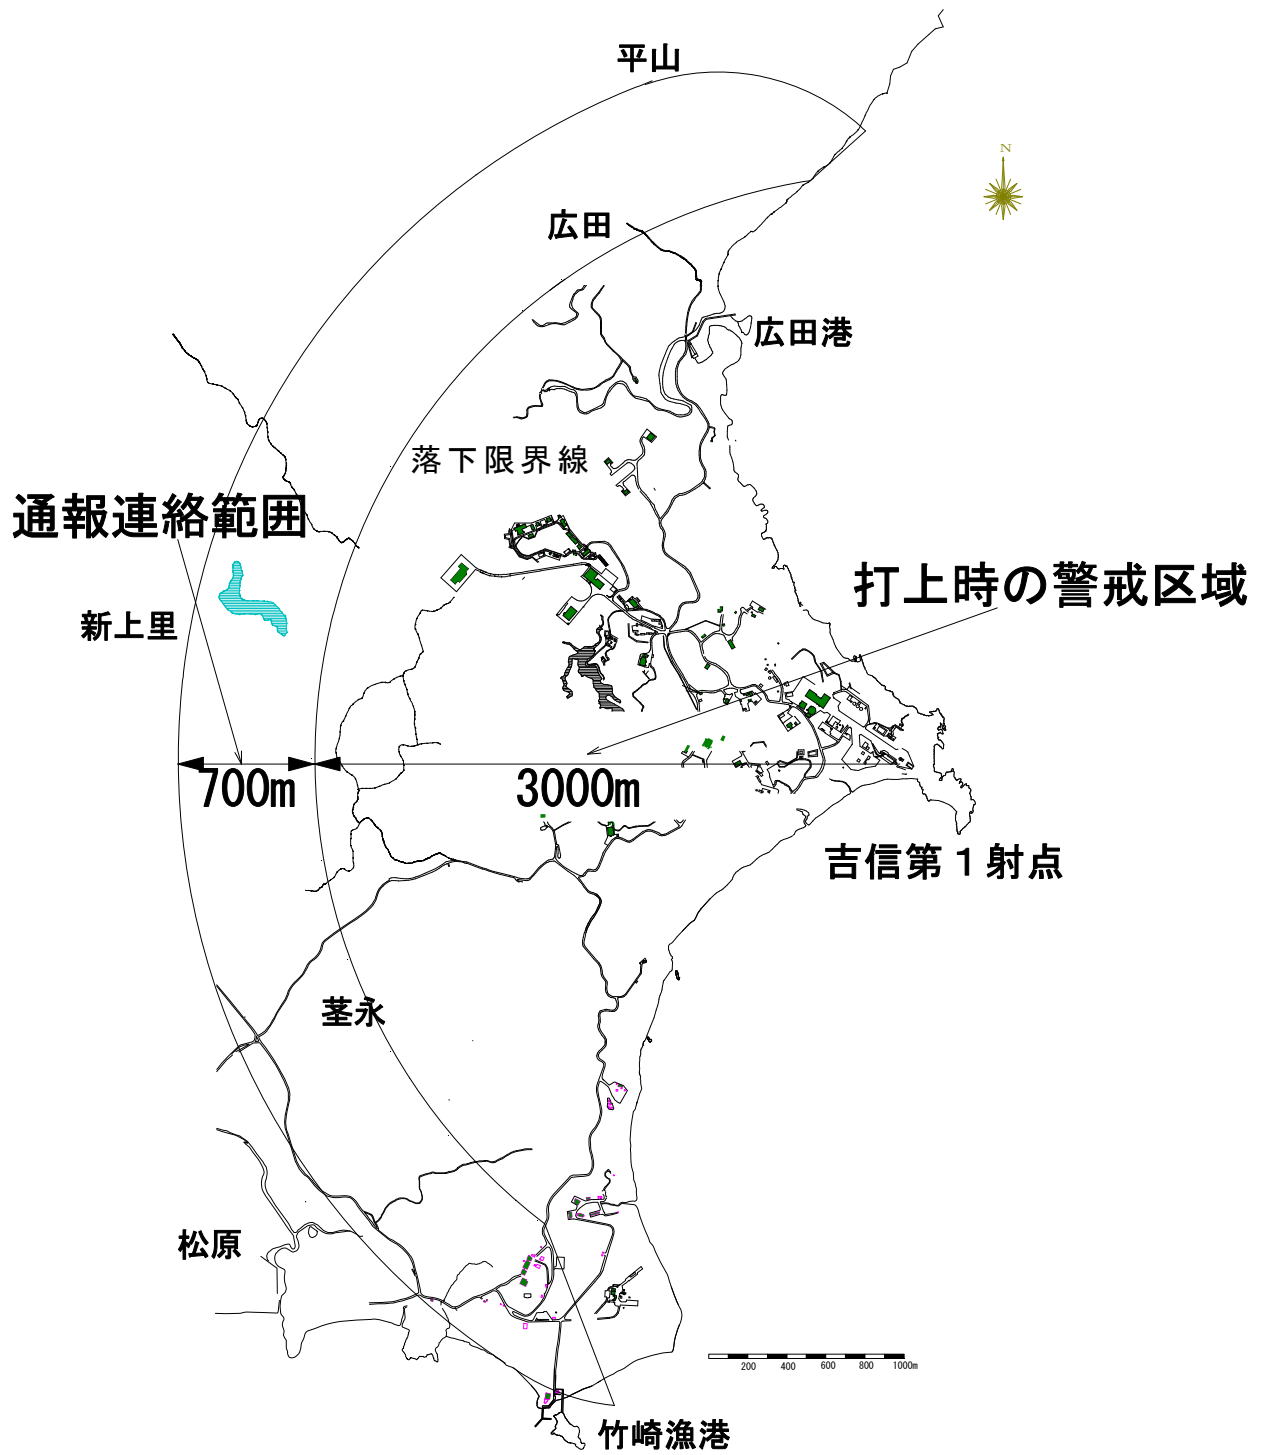 平山
N
広田
広田港
落下限界線
通報連絡範囲
打上時の警戒区域
新上里
700m
3000m
吉信第１射点
茎永
松原
200 400 600 800 1000m
竹崎漁港